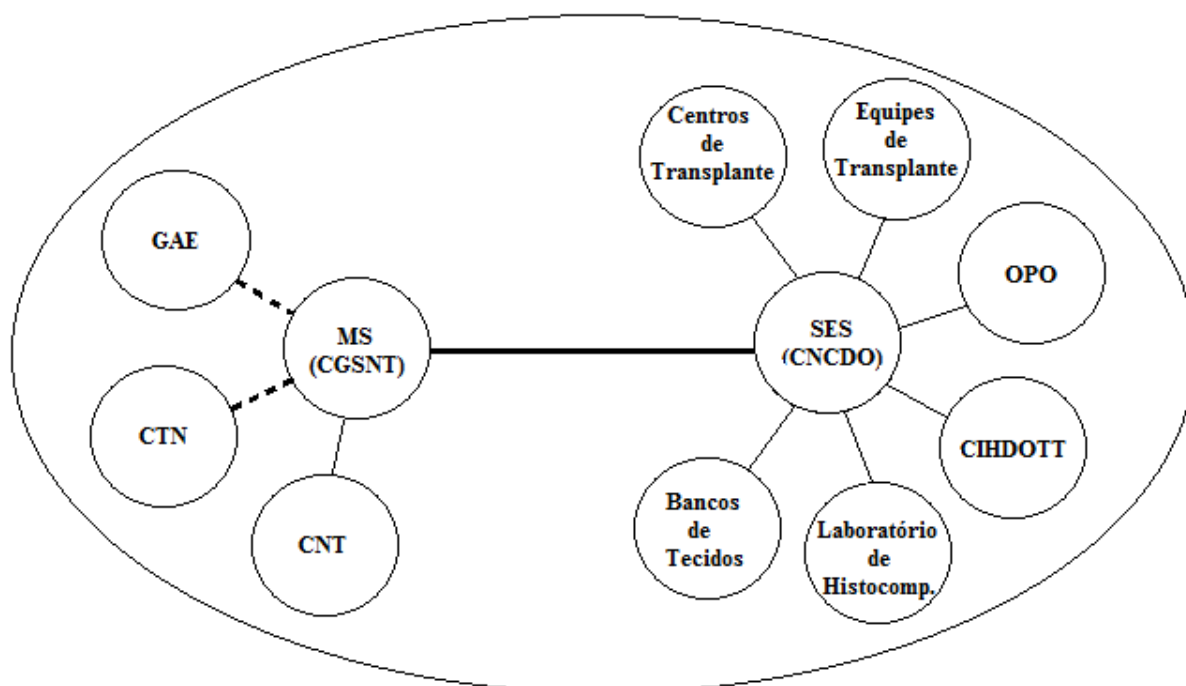 GAE
MS
(CGSNT)
CTN
CNT
Centros
de
Transplante
Equipes
de
Transplante
OPO
SES
(CNCDO)
CIHDOTT
Bancos
de
Tecidos
Laboratório
de
Histocomp.